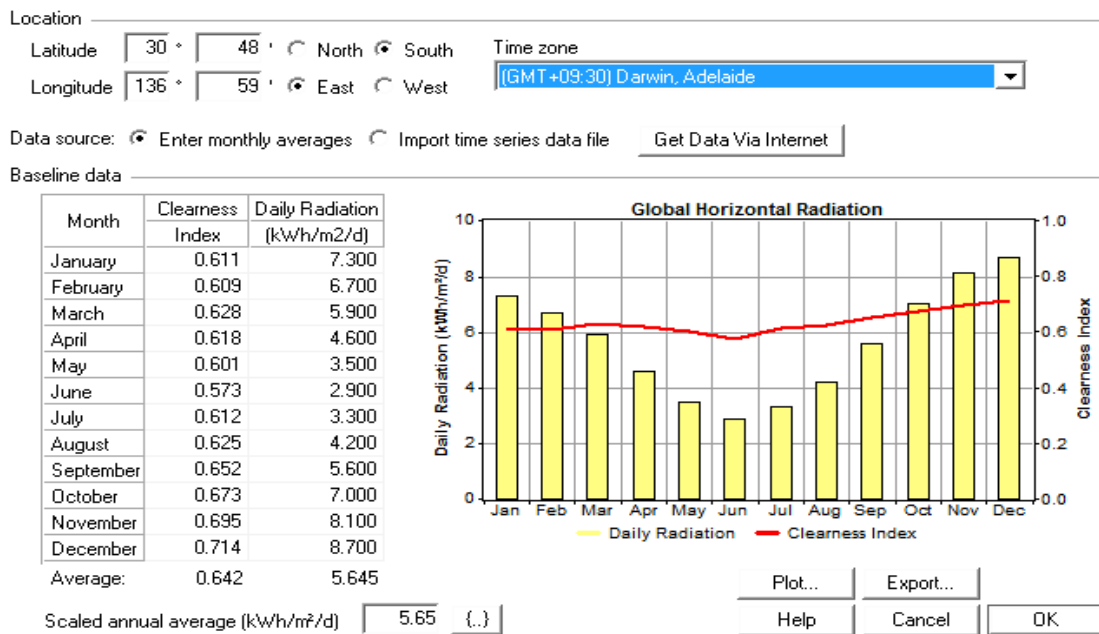 Location
Latitude 30 ° 48 ' North South Time zone
Longitude 136 ° 59 ' East West (GMT+09:30) Darwin, Adelaide
Data source: Enter monthly averages Import time series data file Get Data Via Internet
Baseline data
Month Clearness Index Daily Radiation (kWh/m2/d)
January 0.611 7.300
February 0.609 6.700
March 0.628 5.900
April 0.618 4.600
May 0.601 3.500
June 0.573 2.900
July 0.612 3.300
August 0.625 4.200
September 0.652 5.600
October 0.673 7.000
November 0.695 8.100
December 0.714 8.700
Average: 0.642 5.645
Scaled annual average (kWh/m²/d) 5.65 {..}
Global Horizontal Radiation
Daily Radiation (kWh/m²/d)
10
8
6
4
2
0
1.0
0.8
0.6
0.4
0.2
0.0
Clearness Index
Jan Feb Mar Apr May Jun Jul Aug Sep Oct Nov Dec
Daily Radiation Clearness Index
Plot... Export...
Help Cancel OK